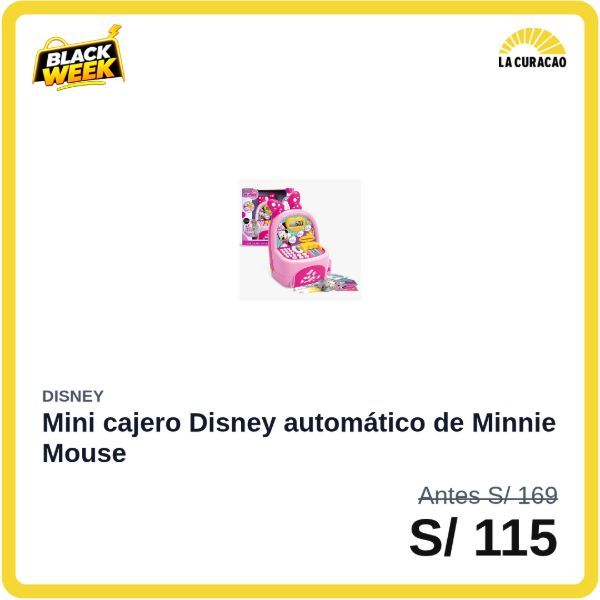 BLACK
WEEK
LA CURACAO
DISNEY
Mini cajero Disney automático de Minnie
Mouse
Antes S/ 169
S/ 115